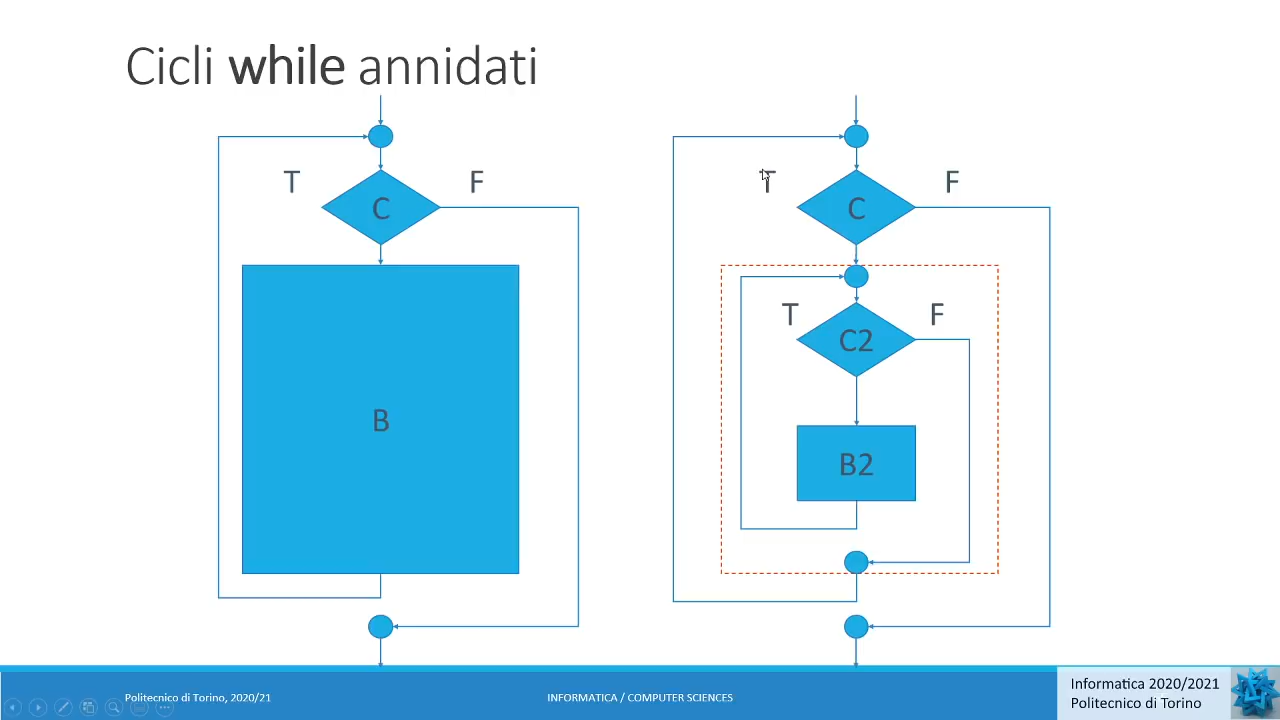 Cicli while annidati
T
F
C
B
T
F
C
T
F
C2
B2
Politecnico di Torino, 2020/21
INFORMATICA / COMPUTER SCIENCES
Informatica 2020/2021
Politecnico di Torino